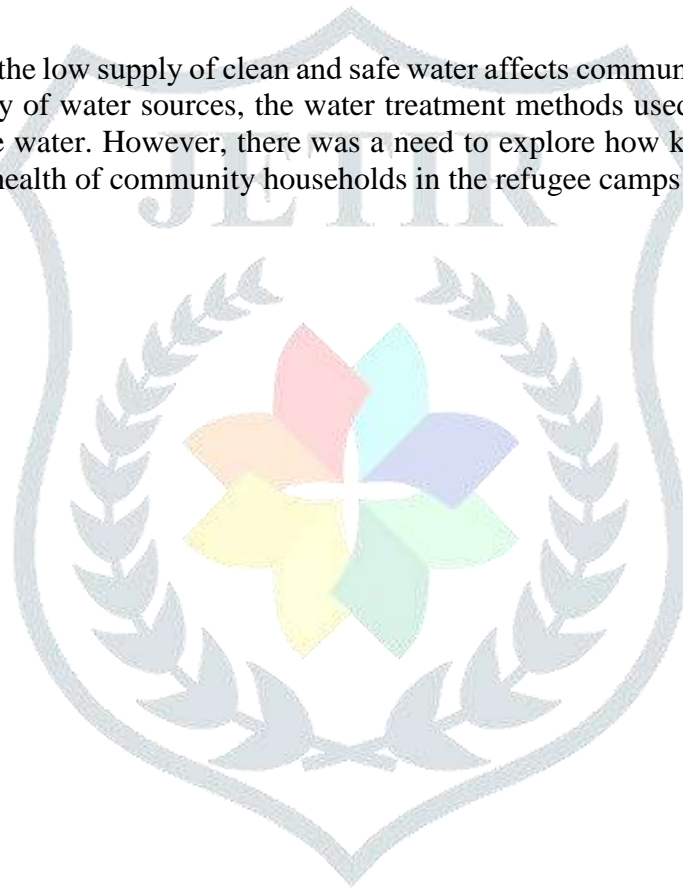 the low supply of clean and safe water affects commun
y of water sources, the water treatment methods used
e water. However, there was a need to explore how k
health of community households in the refugee camps
JETIR